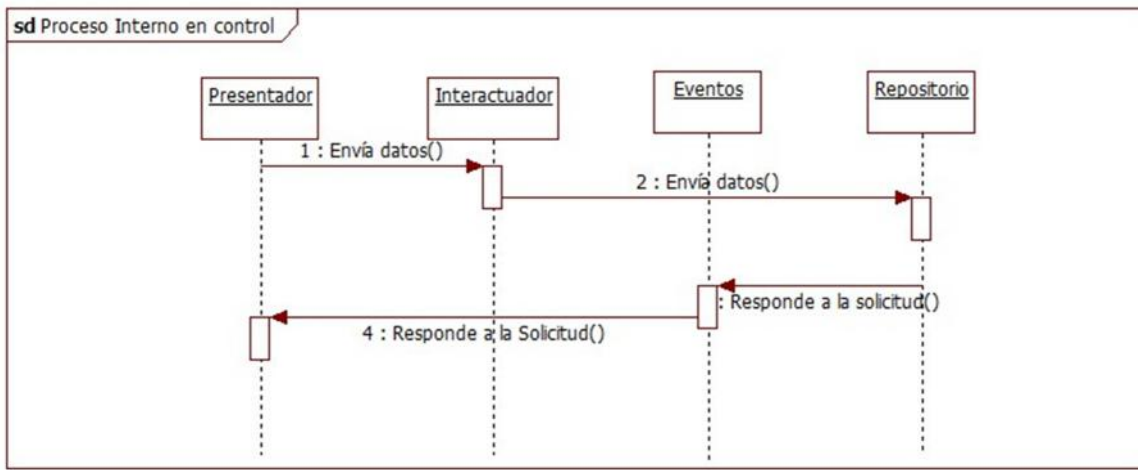 sd Proceso Interno en control
Presentador
Interactuador
Eventos
Repositorio
1 : Envía datos()
2 : Envía datos()
: Responde a la solicitud()
4 : Responde a la Solicitud()